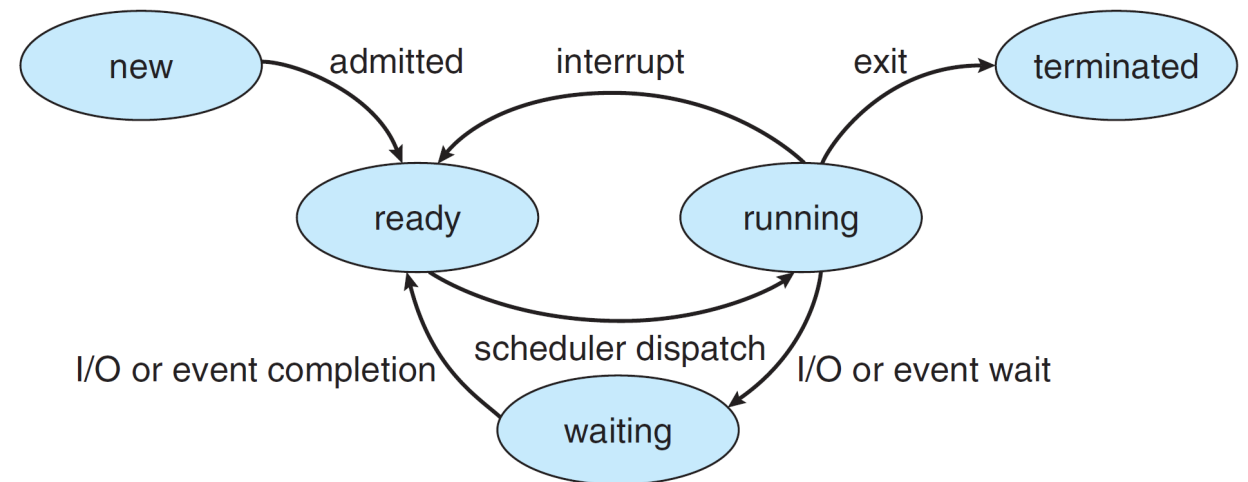 new
admitted
interrupt
exit
terminated
ready
running
scheduler dispatch
I/O or event completion
I/O or event wait
waiting